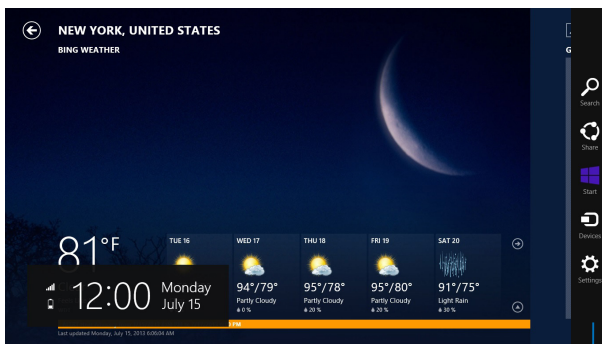 NEW YORK, UNITED STATES
BING WEATHER
81°F
TUE 16
WED 17
94°/79°
Partly Cloudy
0 %
THU 18
95°/78°
Partly Cloudy
20 %
FRI 19
95°/80°
Partly Cloudy
20 %
SAT 20
91°/75°
Light Rain
30 %
12:00
Monday
July 15
PM
Last updated Monday, July 15, 2013 6:06:04 AM
G
Search
Share
Start
Devices
Settings